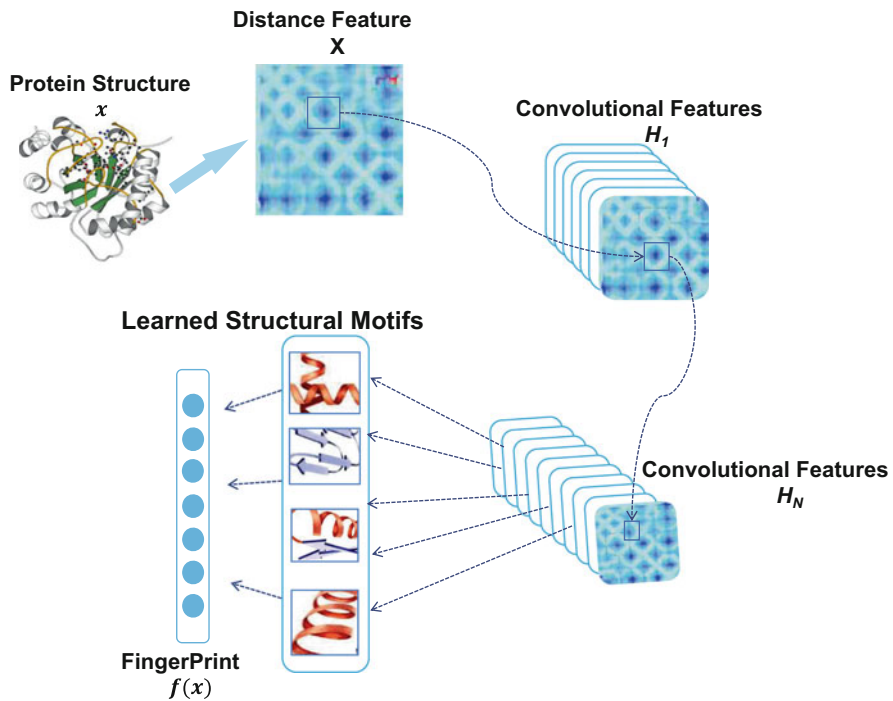 Distance Feature
X
Protein Structure
x
Convolutional Features
H1
Learned Structural Motifs
Convolutional Features
HN
FingerPrint
f(x)